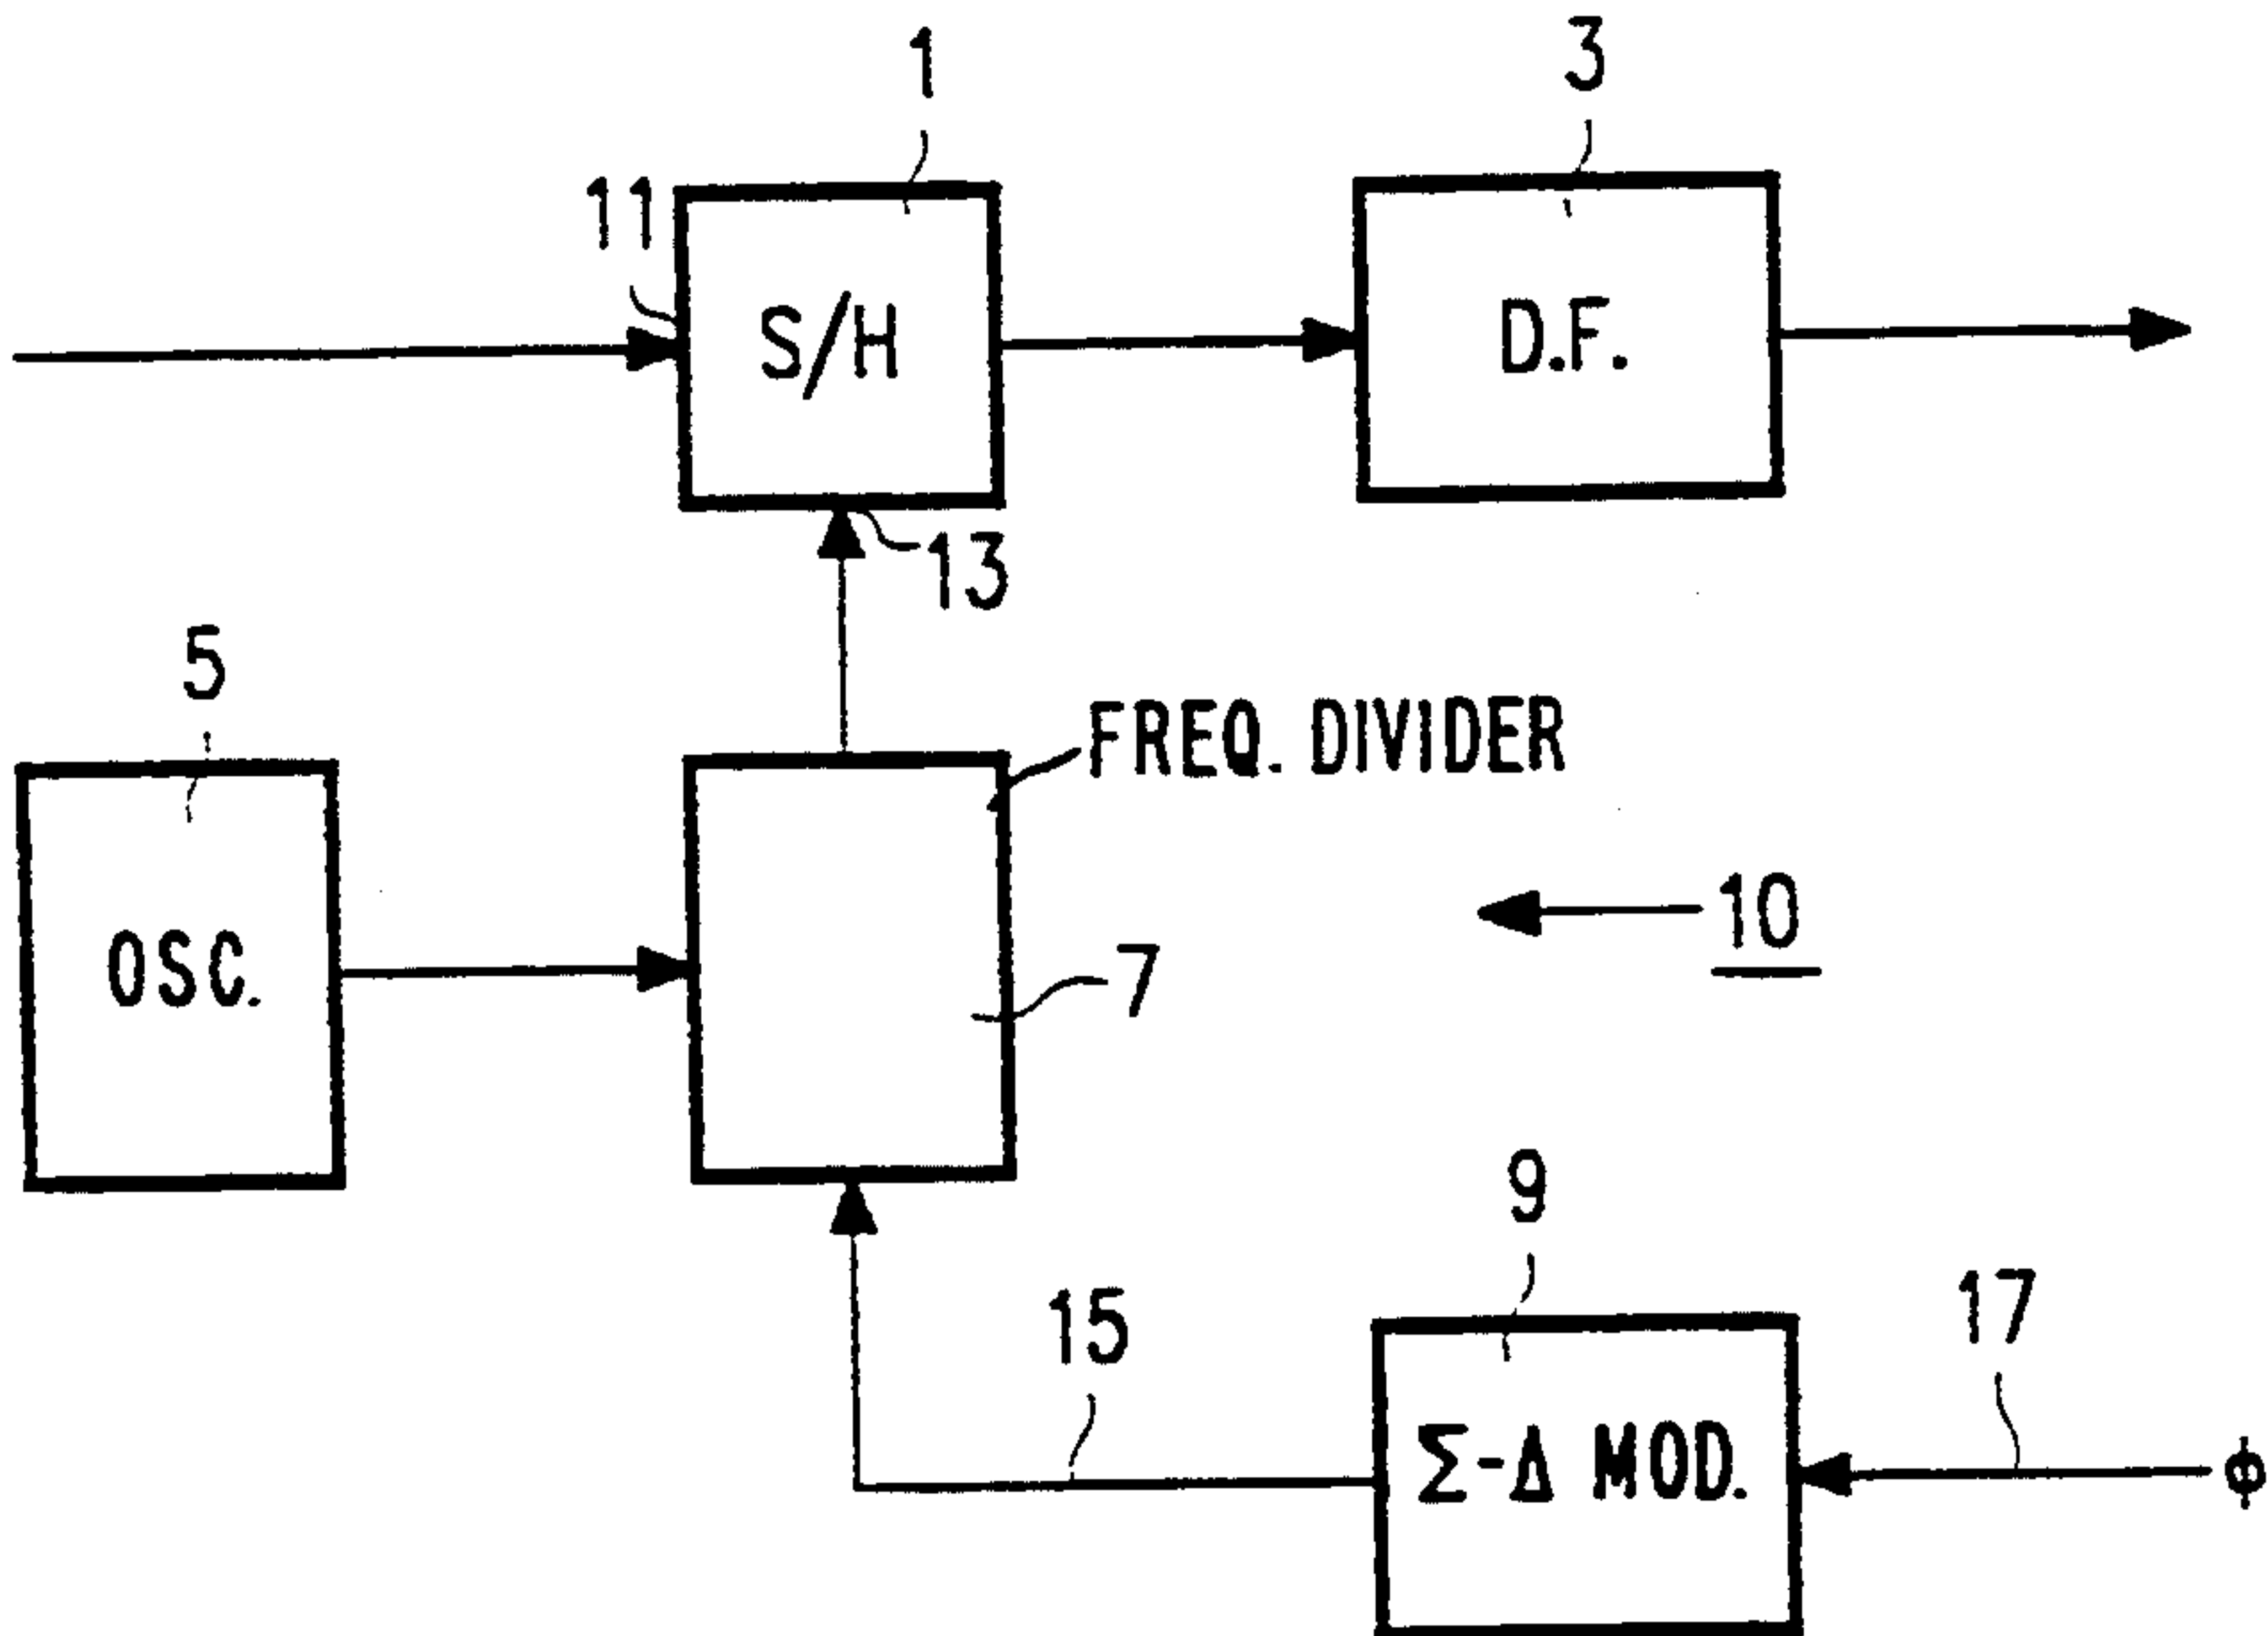 1
3
11
S/H
D.F.
13
5
FREQ. DIVIDER
OSC.
10
7
9
15
17
Σ-Δ MOD.
ϕ